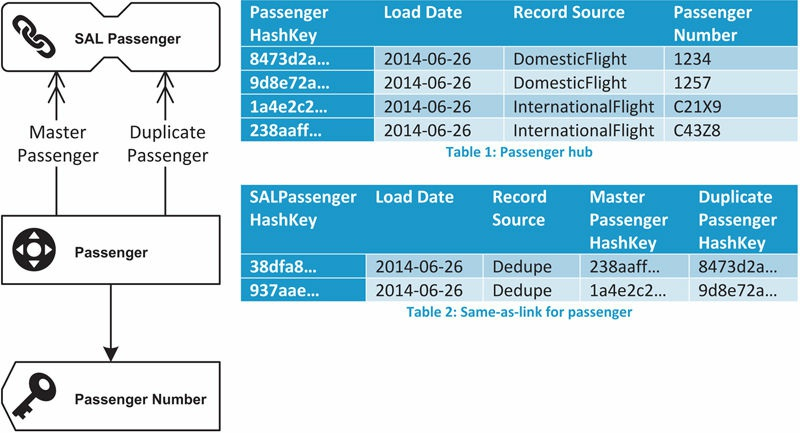 SAL Passenger
Master Passenger
Duplicate Passenger
Passenger
Passenger Number
Passenger HashKey Load Date Record Source Passenger Number
8473d2a... 2014-06-26 DomesticFlight 1234
9d8e72a... 2014-06-26 DomesticFlight 1257
1a4e2c2... 2014-06-26 InternationalFlight C21X9
238aaff... 2014-06-26 InternationalFlight C43Z8
Table 1: Passenger hub
SALPassenger HashKey Load Date Record Source Master Passenger HashKey Duplicate Passenger HashKey
38dfa8... 2014-06-26 Dedupe 238aaff... 8473d2a...
937aae... 2014-06-26 Dedupe 1a4e2c2... 9d8e72a...
Table 2: Same-as-link for passenger